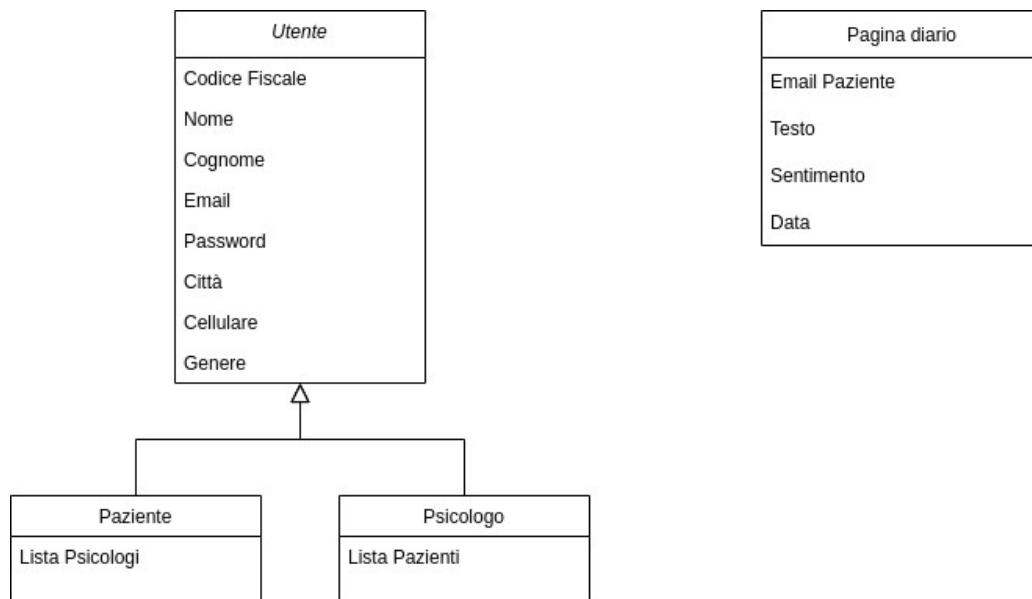 Utente
Codice Fiscale
Nome
Cognome
Email
Password
Città
Cellulare
Genere
Pagina diario
Email Paziente
Testo
Sentimento
Data
Paziente
Lista Psicologi
Psicologo
Lista Pazienti